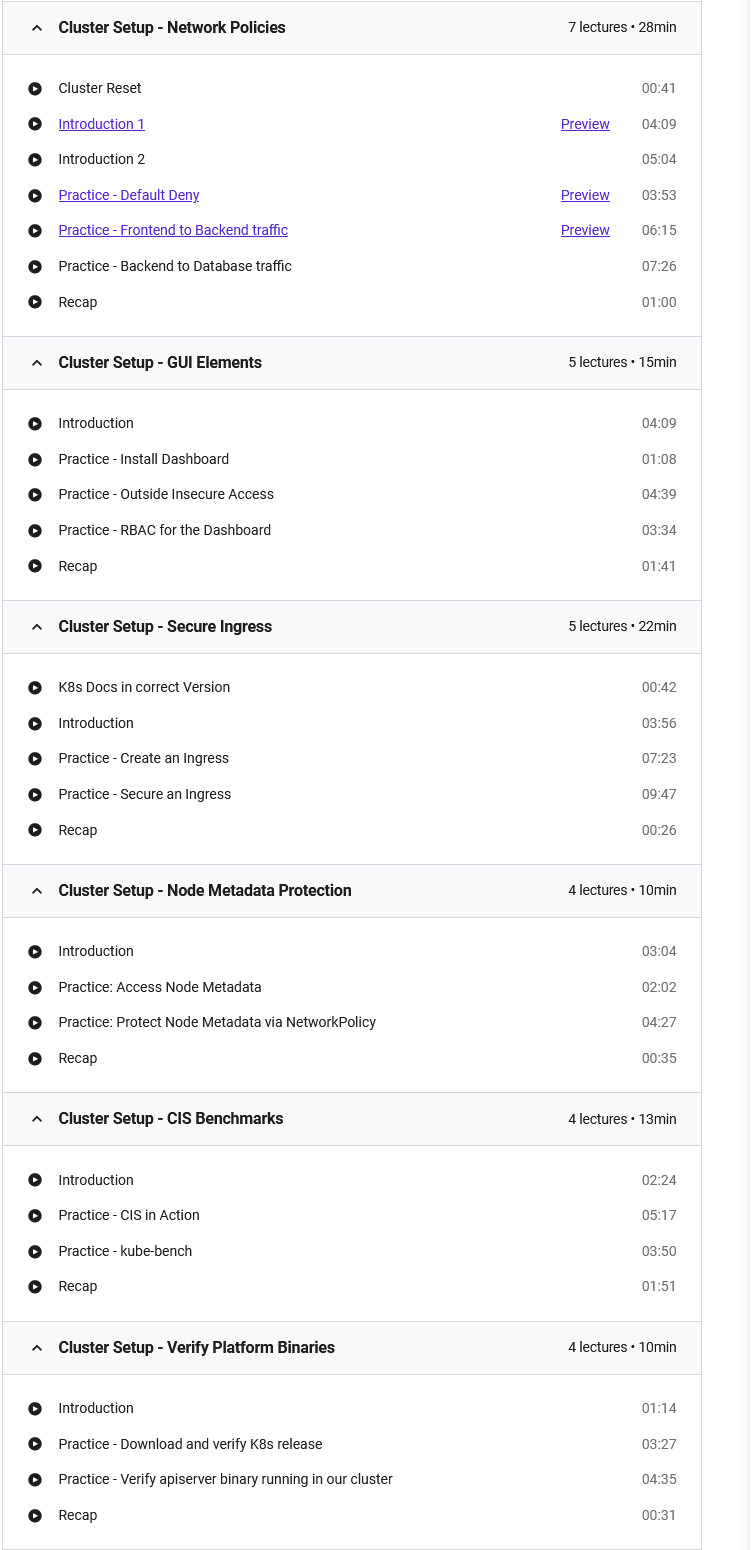 Cluster Setup - Network Policies 7 lectures • 28min
Cluster Reset 00:41
Introduction 1 Preview 04:09
Introduction 2 05:04
Practice - Default Deny Preview 03:53
Practice - Frontend to Backend traffic Preview 06:15
Practice - Backend to Database traffic 07:26
Recap 01:00
Cluster Setup - GUI Elements 5 lectures • 15min
Introduction 04:09
Practice - Install Dashboard 01:08
Practice - Outside Insecure Access 04:39
Practice - RBAC for the Dashboard 03:34
Recap 01:41
Cluster Setup - Secure Ingress 5 lectures • 22min
K8s Docs in correct Version 00:42
Introduction 03:56
Practice - Create an Ingress 07:23
Practice - Secure an Ingress 09:47
Recap 00:26
Cluster Setup - Node Metadata Protection 4 lectures • 10min
Introduction 03:04
Practice: Access Node Metadata 02:02
Practice: Protect Node Metadata via NetworkPolicy 04:27
Recap 00:35
Cluster Setup - CIS Benchmarks 4 lectures • 13min
Introduction 02:24
Practice - CIS in Action 05:17
Practice - kube-bench 03:50
Recap 01:51
Cluster Setup - Verify Platform Binaries 4 lectures • 10min
Introduction 01:14
Practice - Download and verify K8s release 03:27
Practice - Verify apiserver binary running in our cluster 04:35
Recap 00:31